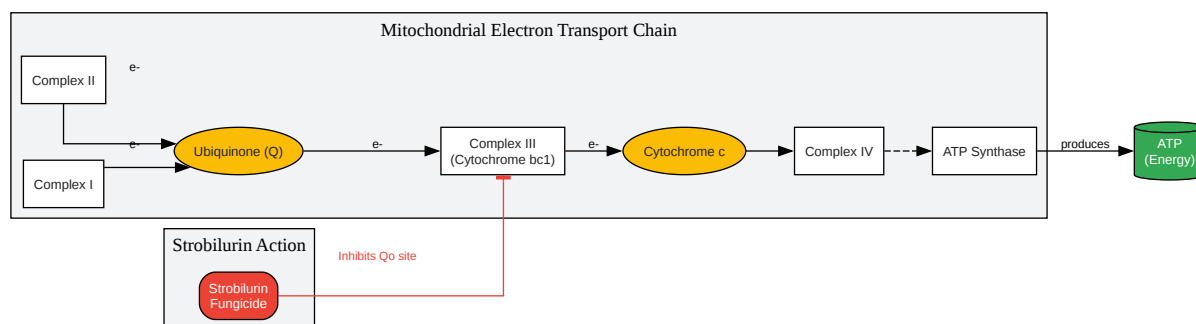 Mitochondrial Electron Transport Chain
Complex II
e-
e-
Complex I
Ubiquinone (Q)
e-
Complex III
(Cytochrome bc1)
e-
Cytochrome c
Complex IV
ATP Synthase
produces
ATP
(Energy)
Strobilurin Action
Strobilurin
Fungicide
Inhibits Qo site